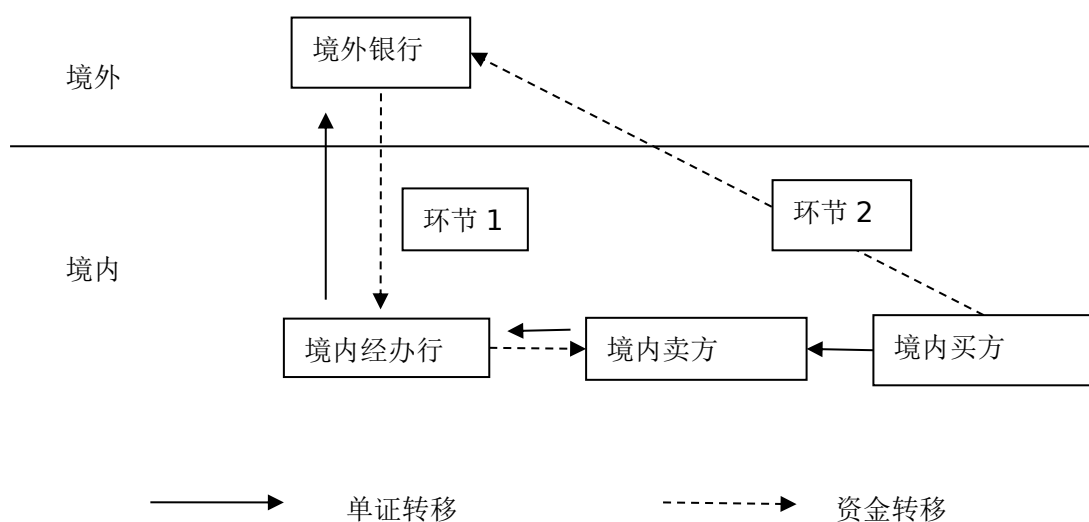 境外银行
境外
环节 1
环节 2
境内
境内经办行
境内卖方
境内买方
单证转移
资金转移